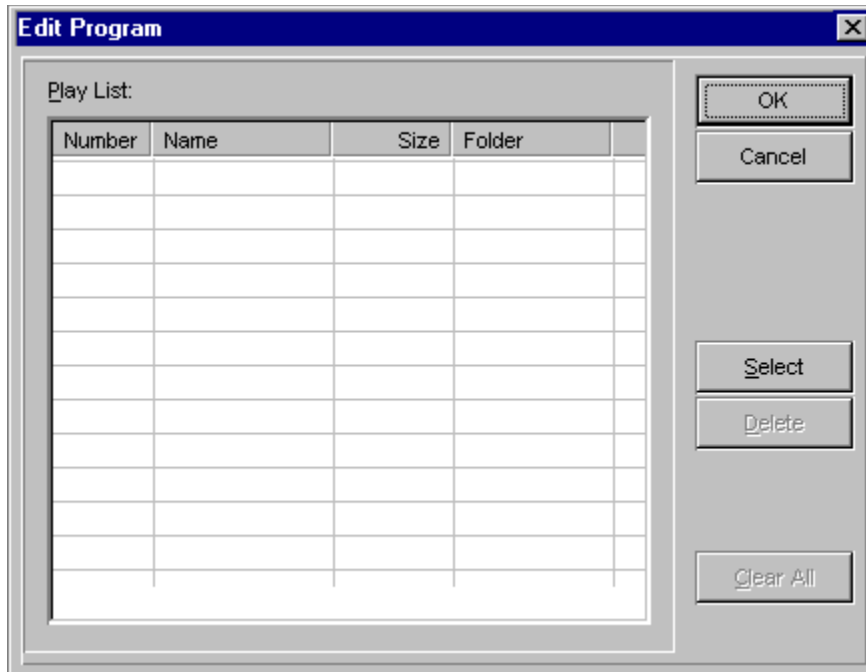 Edit Program
Play List:
Number Name Size Folder
OK
Cancel
Select
Delete
Clear All